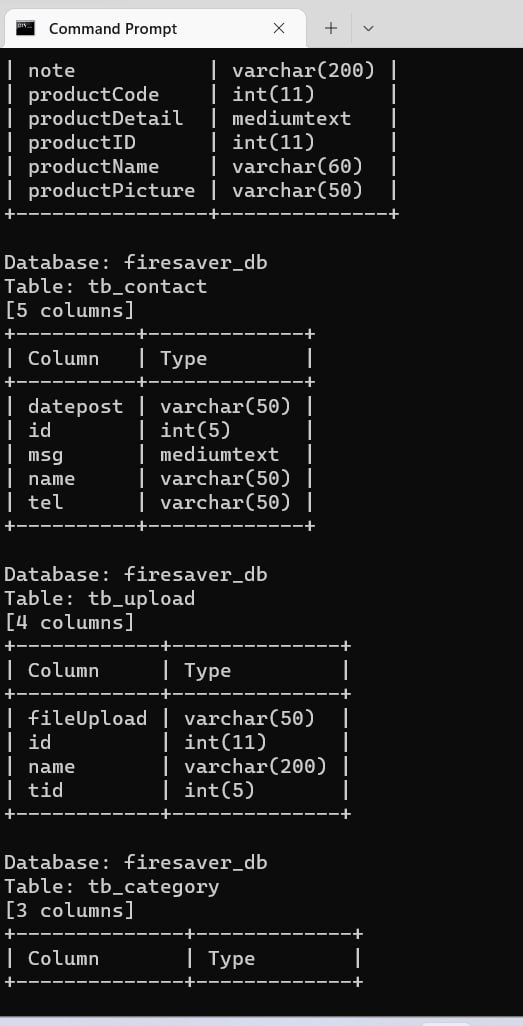 Command Prompt
| note            | varchar(200) |
| productCode     | int(11)      |
| productDetail   | mediumtext   |
| productID       | int(11)      |
| productName     | varchar(60)  |
| productPicture  | varchar(50)  |
+-----------------+--------------+
Database: firesaver_db
Table: tb_contact
[5 columns]
+----------+-------------+
| Column   | Type        |
+----------+-------------+
| datepost | varchar(50) |
| id       | int(5)      |
| msg      | mediumtext  |
| name     | varchar(50) |
| tel      | varchar(50) |
+----------+-------------+
Database: firesaver_db
Table: tb_upload
[4 columns]
+------------+--------------+
| Column     | Type         |
+------------+--------------+
| fileUpload | varchar(50)  |
| id         | int(11)      |
| name       | varchar(200) |
| tid        | int(5)       |
+------------+--------------+
Database: firesaver_db
Table: tb_category
[3 columns]
+--------------+-------------+
| Column       | Type        |
+--------------+-------------+